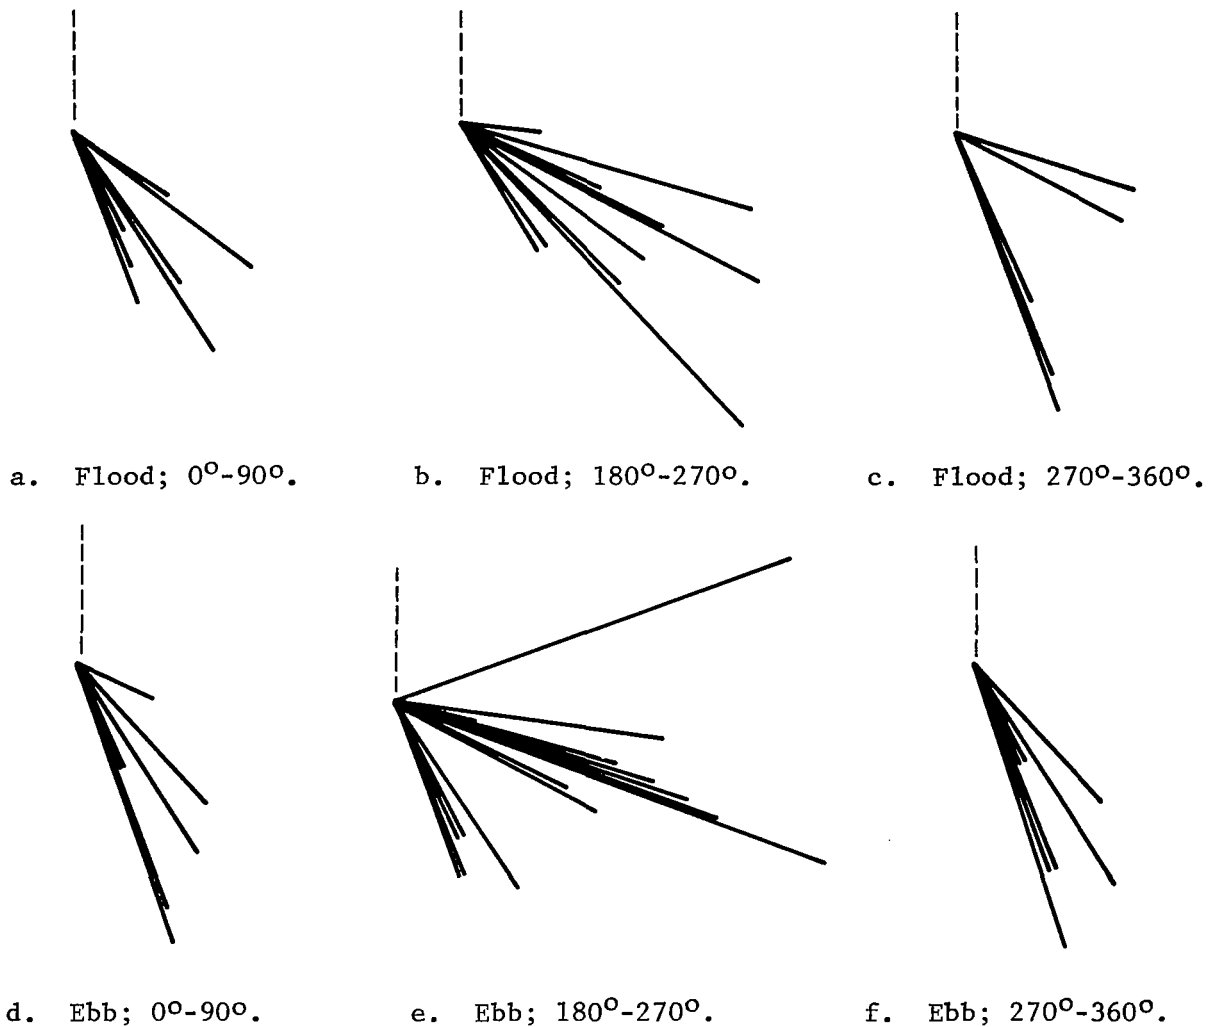 a. Flood; 0°-90°.
b. Flood; 180°-270°.
c. Flood; 270°-360°.
d. Ebb; 0°-90°.
e. Ebb; 180°-270°.
f. Ebb; 270°-360°.